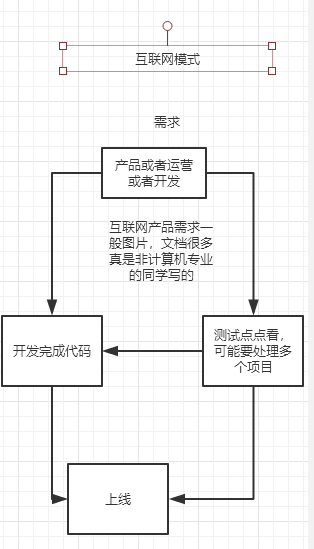 互联网模式
需求
产品或者运营
或者开发
互联网产品需求一
般图片，文档很多
真是非计算机专业
的同学写的
开发完成代码
测试点点看，
可能要处理多
个项目
上线